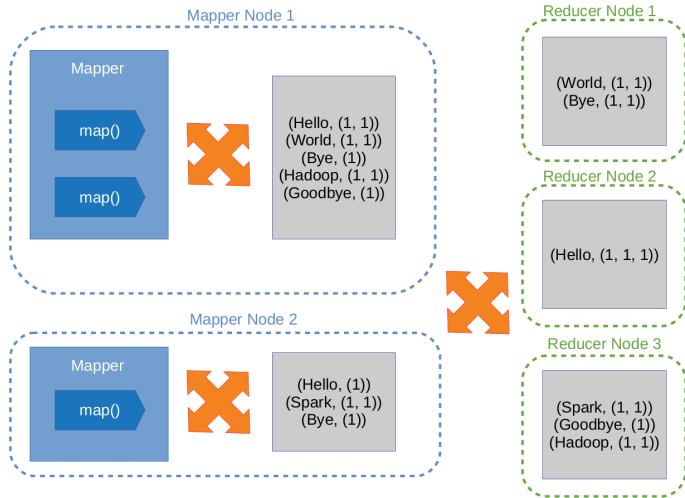 Mapper Node 1
Mapper
map()
map()
(Hello, (1, 1))
(World, (1, 1))
(Bye, (1))
(Hadoop, (1, 1))
(Goodbye, (1))
Mapper Node 2
Mapper
map()
(Hello, (1))
(Spark, (1, 1))
(Bye, (1))
Reducer Node 1
(World, (1, 1))
(Bye, (1, 1))
Reducer Node 2
(Hello, (1, 1, 1))
Reducer Node 3
(Spark, (1, 1))
(Goodbye, (1))
(Hadoop, (1, 1))